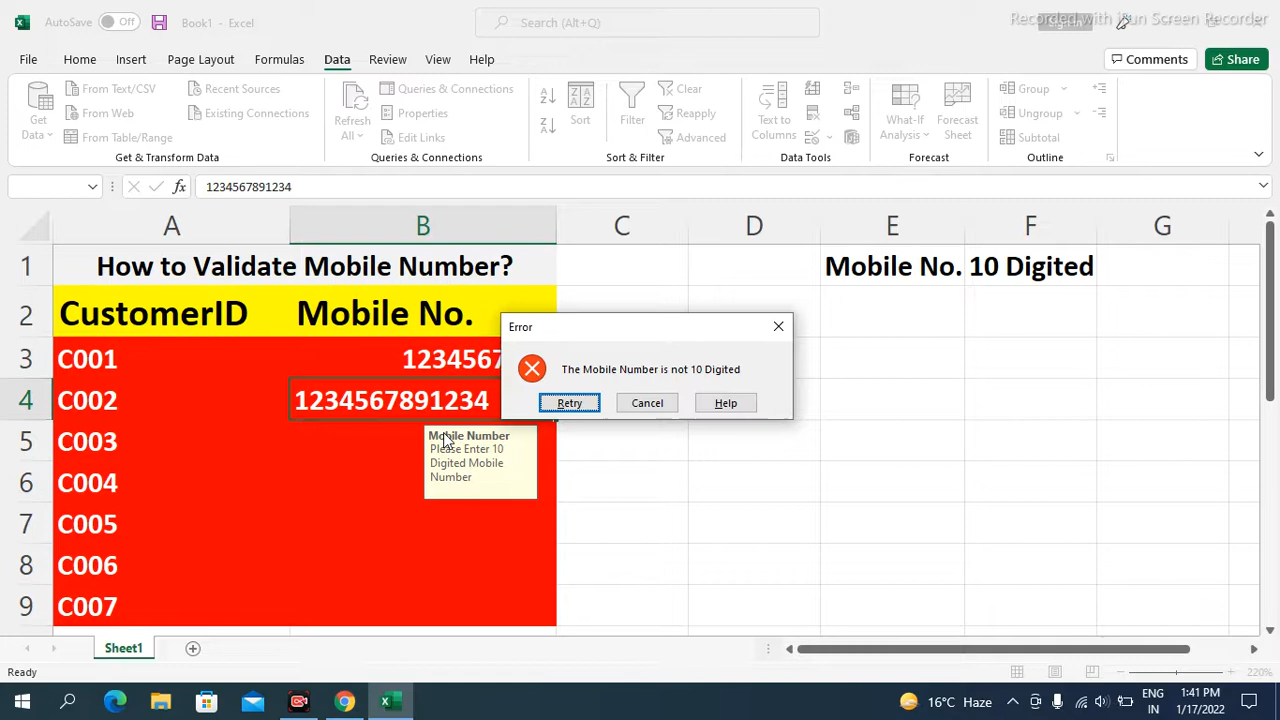 AutoSave Off Book1 - Excel Search (Alt+Q) Recorded with iTun Screen Recorder
File Home Insert Page Layout Formulas Data Review View Help Comments Share
Get Data
From Text/CSV
From Web
From Table/Range
Recent Sources
Existing Connections
Get & Transform Data
Refresh All
Queries & Connections
Properties
Edit Links
Queries & Connections
Sort
Filter
Clear
Reapply
Advanced
Sort & Filter
Text to Columns
Data Tools
What-If Analysis
Forecast Sheet
Forecast
Group
Ungroup
Subtotal
Outline
fx 1234567891234
A B C D E F G
1 How to Validate Mobile Number? Mobile No. 10 Digited
2 CustomerID Mobile No.
3 C001 1234567
4 C002 1234567891234
5 C003
6 C004
7 C005
8 C006
9 C007
Error
The Mobile Number is not 10 Digited
Retry Cancel Help
Mobile Number
Please Enter 10
Digited Mobile
Number
Sheet1
Ready 220%
16°C Haze
ENG
IN
1:41 PM
1/17/2022